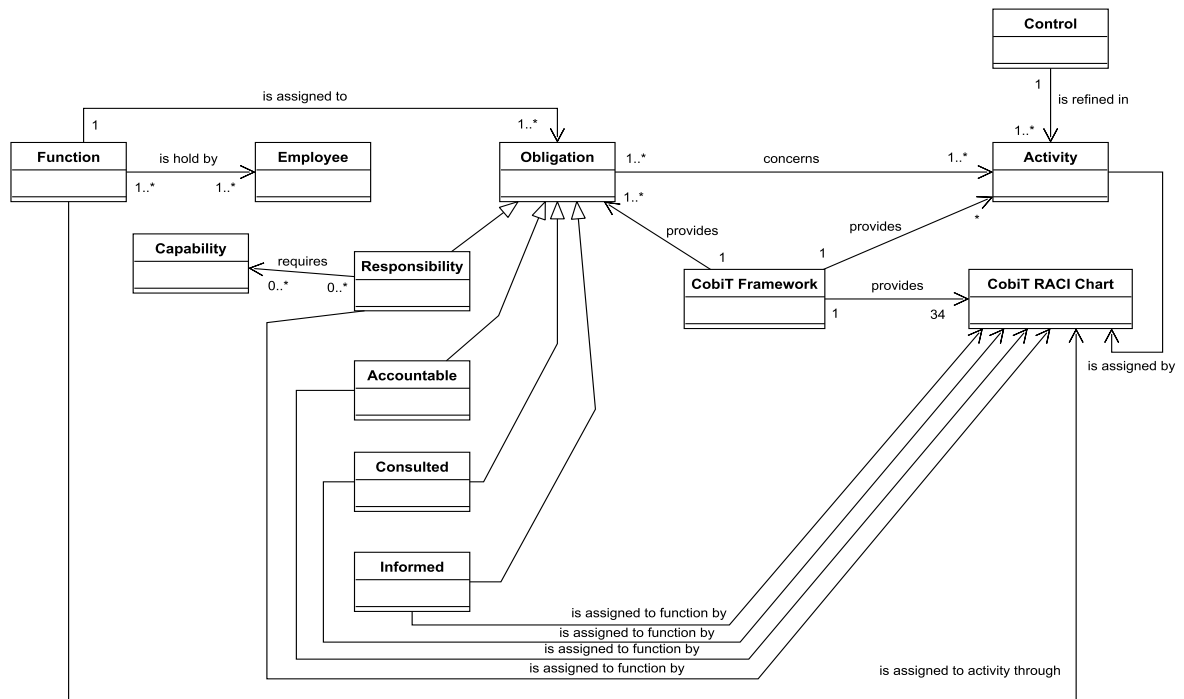 Control
1
is refined in
1..*
is assigned to
1
1..*
Function
is hold by
1..*
1..*
Employee
Obligation
1..*
concerns
1..*
Activity
1..*
provides
1
provides
1
*
Capability
requires
0..*
0..*
Responsibility
CobiT Framework
provides
1
34
CobiT RACI Chart
is assigned by
Accountable
Consulted
Informed
is assigned to function by
is assigned to function by
is assigned to function by
is assigned to function by
is assigned to activity through